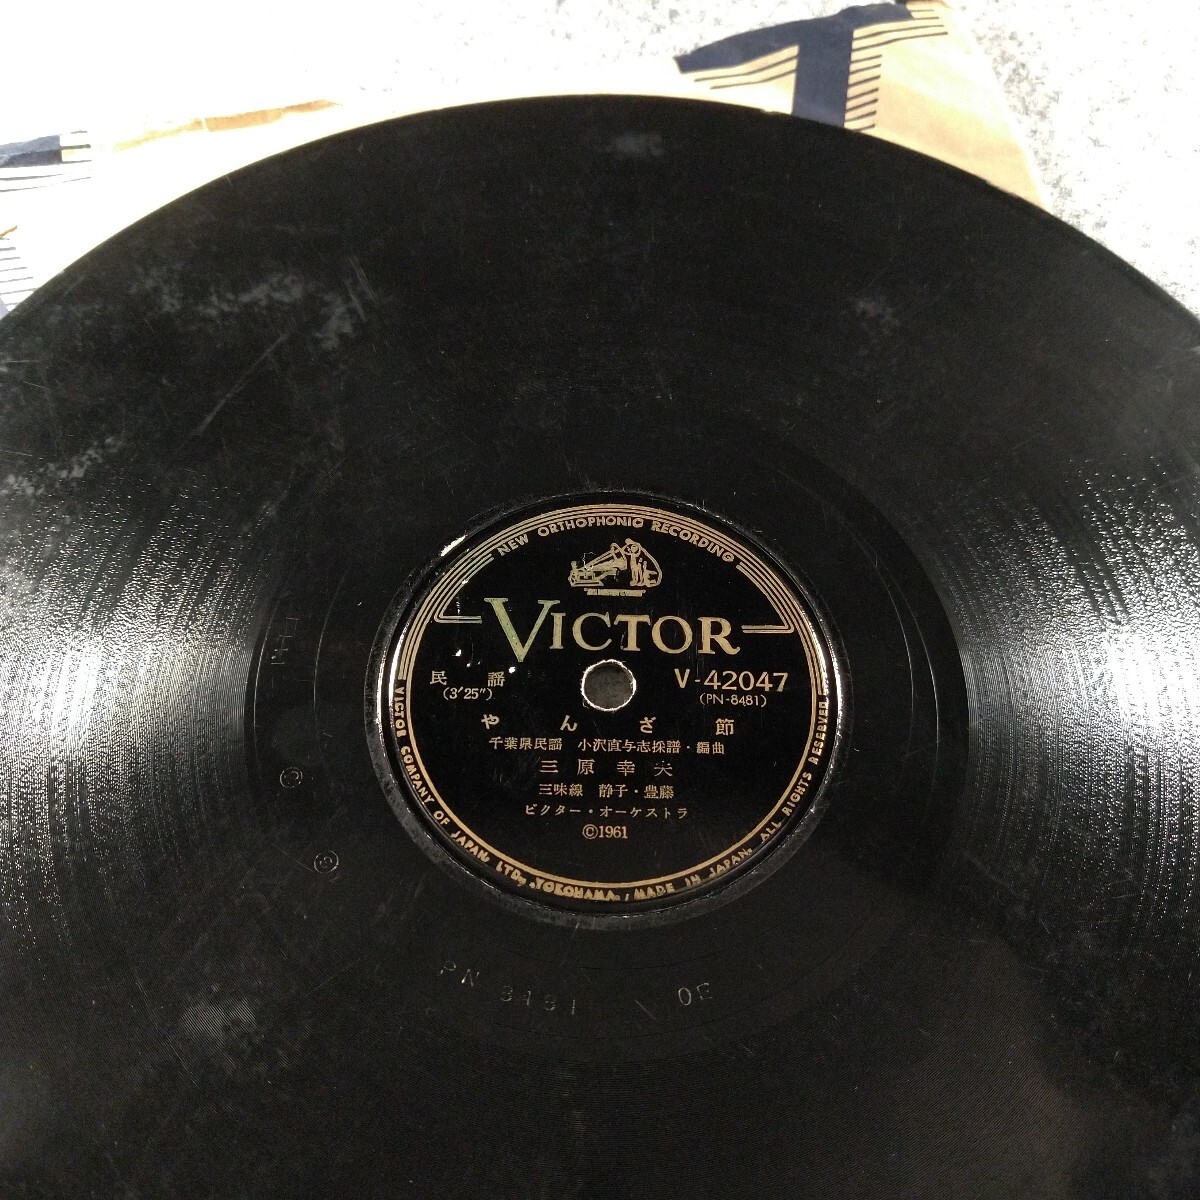 NEW ORTHOPHONIC RECORDING
VICTOR
民謡
(3′25″)
V-42047
(PN-8481)
やんざ節
千葉県民謡 小沢直与志採譜・編曲
三原幸夫
三味線 静子・豊藤
ビクター・オーケストラ
©1961
VICTOR COMPANY OF JAPAN, LTD., YOKOHAMA, MADE IN JAPAN. ALL RIGHTS RESERVED
PN 8481